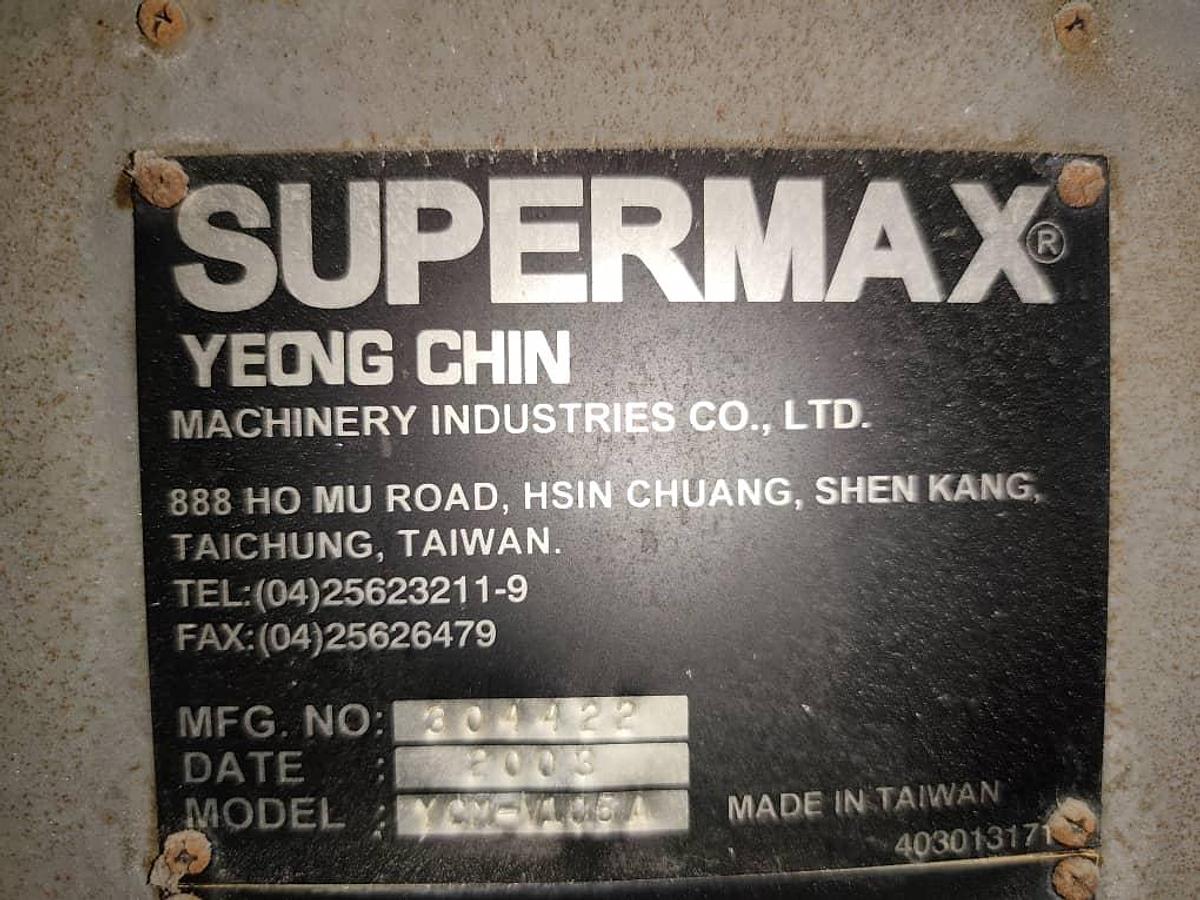 SUPERMAX®
YEONG CHIN
MACHINERY INDUSTRIES CO., LTD.
888 HO MU ROAD, HSIN CHUANG, SHEN KANG,
TAICHUNG, TAIWAN.
TEL:(04)25623211-9
FAX:(04)25626479
MFG. NO: 304422
DATE : 2003
MODEL :
MADE IN TAIWAN
403013171